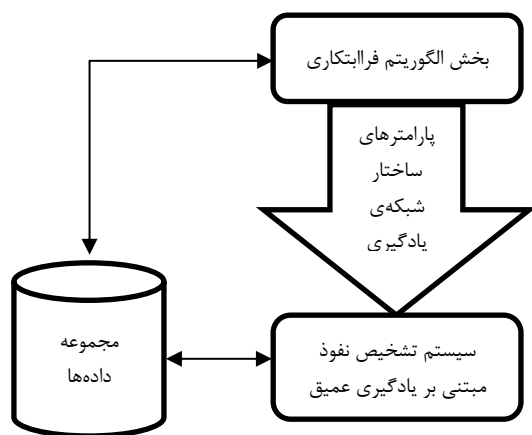 بخش الگوریتم فراابتکاری
پارامترهای
ساختار
شبکه‌ی
یادگیری
مجموعه
داده‌ها
سیستم تشخیص نفوذ
مبتنی بر یادگیری عمیق